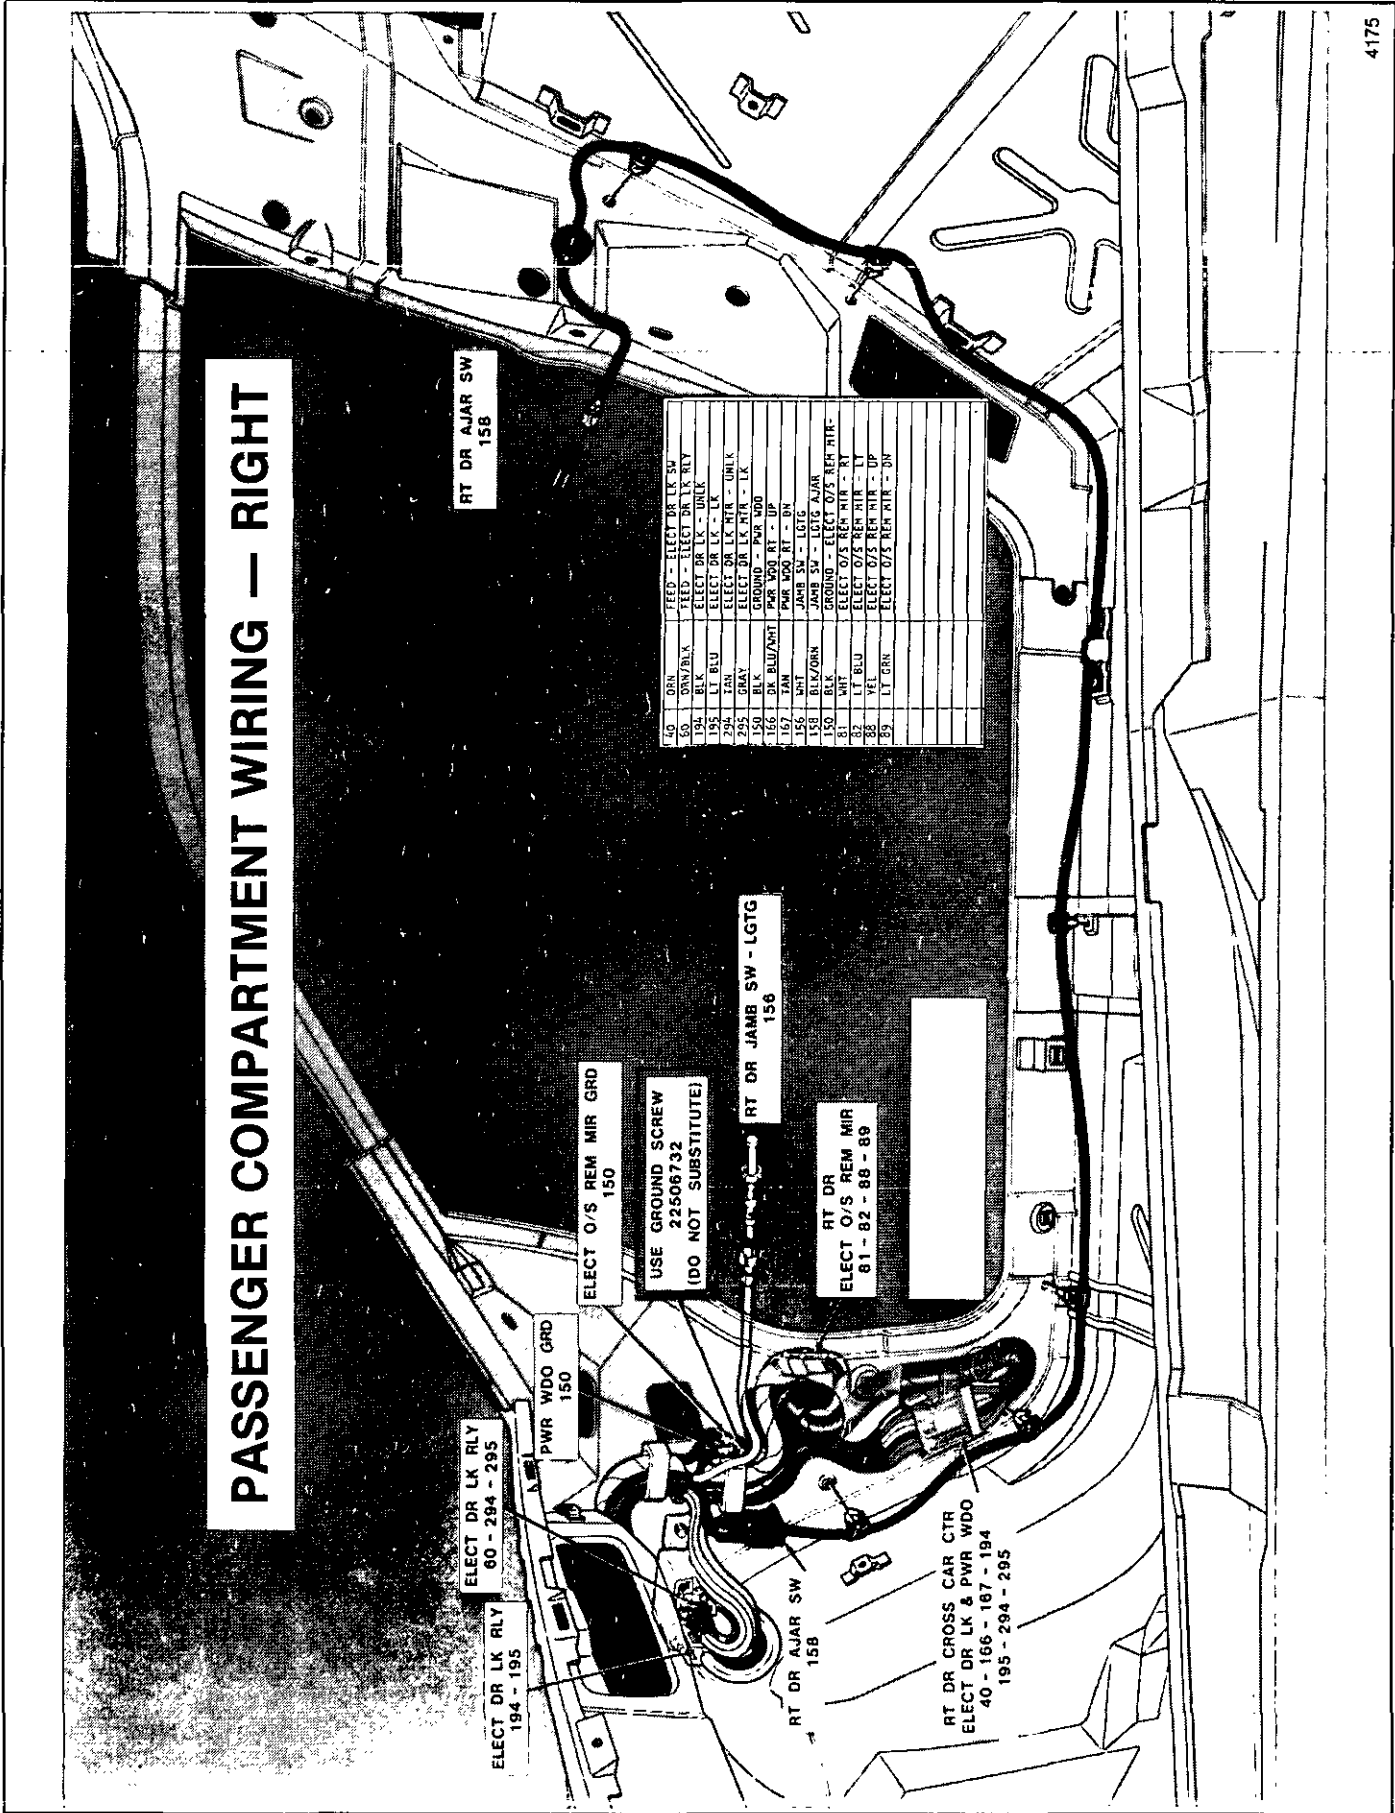 PASSENGER COMPARTMENT WIRING — RIGHT
ELECT DR LK RLY
194 - 195
ELECT DR LK RLY
60 - 294 - 295
PWR WDO GRD
150
ELECT O/S REM MIR GRD
150
USE GROUND SCREW
22506732
(DO NOT SUBSTITUTE)
RT DR JAMB SW - LGTG
156
RT DR
ELECT O/S REM MIR
81 - 82 - 88 - 89
RT DR AJAR SW
158
RT DR AJAR SW
158
RT DR CROSS CAR CTR
ELECT DR LK & PWR WDO
40 - 166 - 167 - 194
195 - 294 - 295
40 ORN FEED - ELECT DR LK SW
60 ORN/BLK FEED - ELECT DR LK RLY
194 BLK ELECT DR LK - UNLK
195 LT BLU ELECT DR LK - LK
294 TAN ELECT DR LK MTR - UNLK
295 GRAY ELECT DR LK MTR - LK
150 BLK GROUND - PWR WDO
166 DK BLU/WHT PWR WDO RT - UP
167 TAN PWR WDO RT - DN
156 WHT JAMB SW - LGTG
158 BLK/ORN JAMB SW - LGTG AJAR
150 BLK GROUND - ELECT O/S REM MIR-
81 WHT ELECT O/S REM MIR - RT
82 LT BLU ELECT O/S REM MIR - LT
88 YEL ELECT O/S REM MIR - UP
89 LT GRN ELECT O/S REM MIR - DN
4175